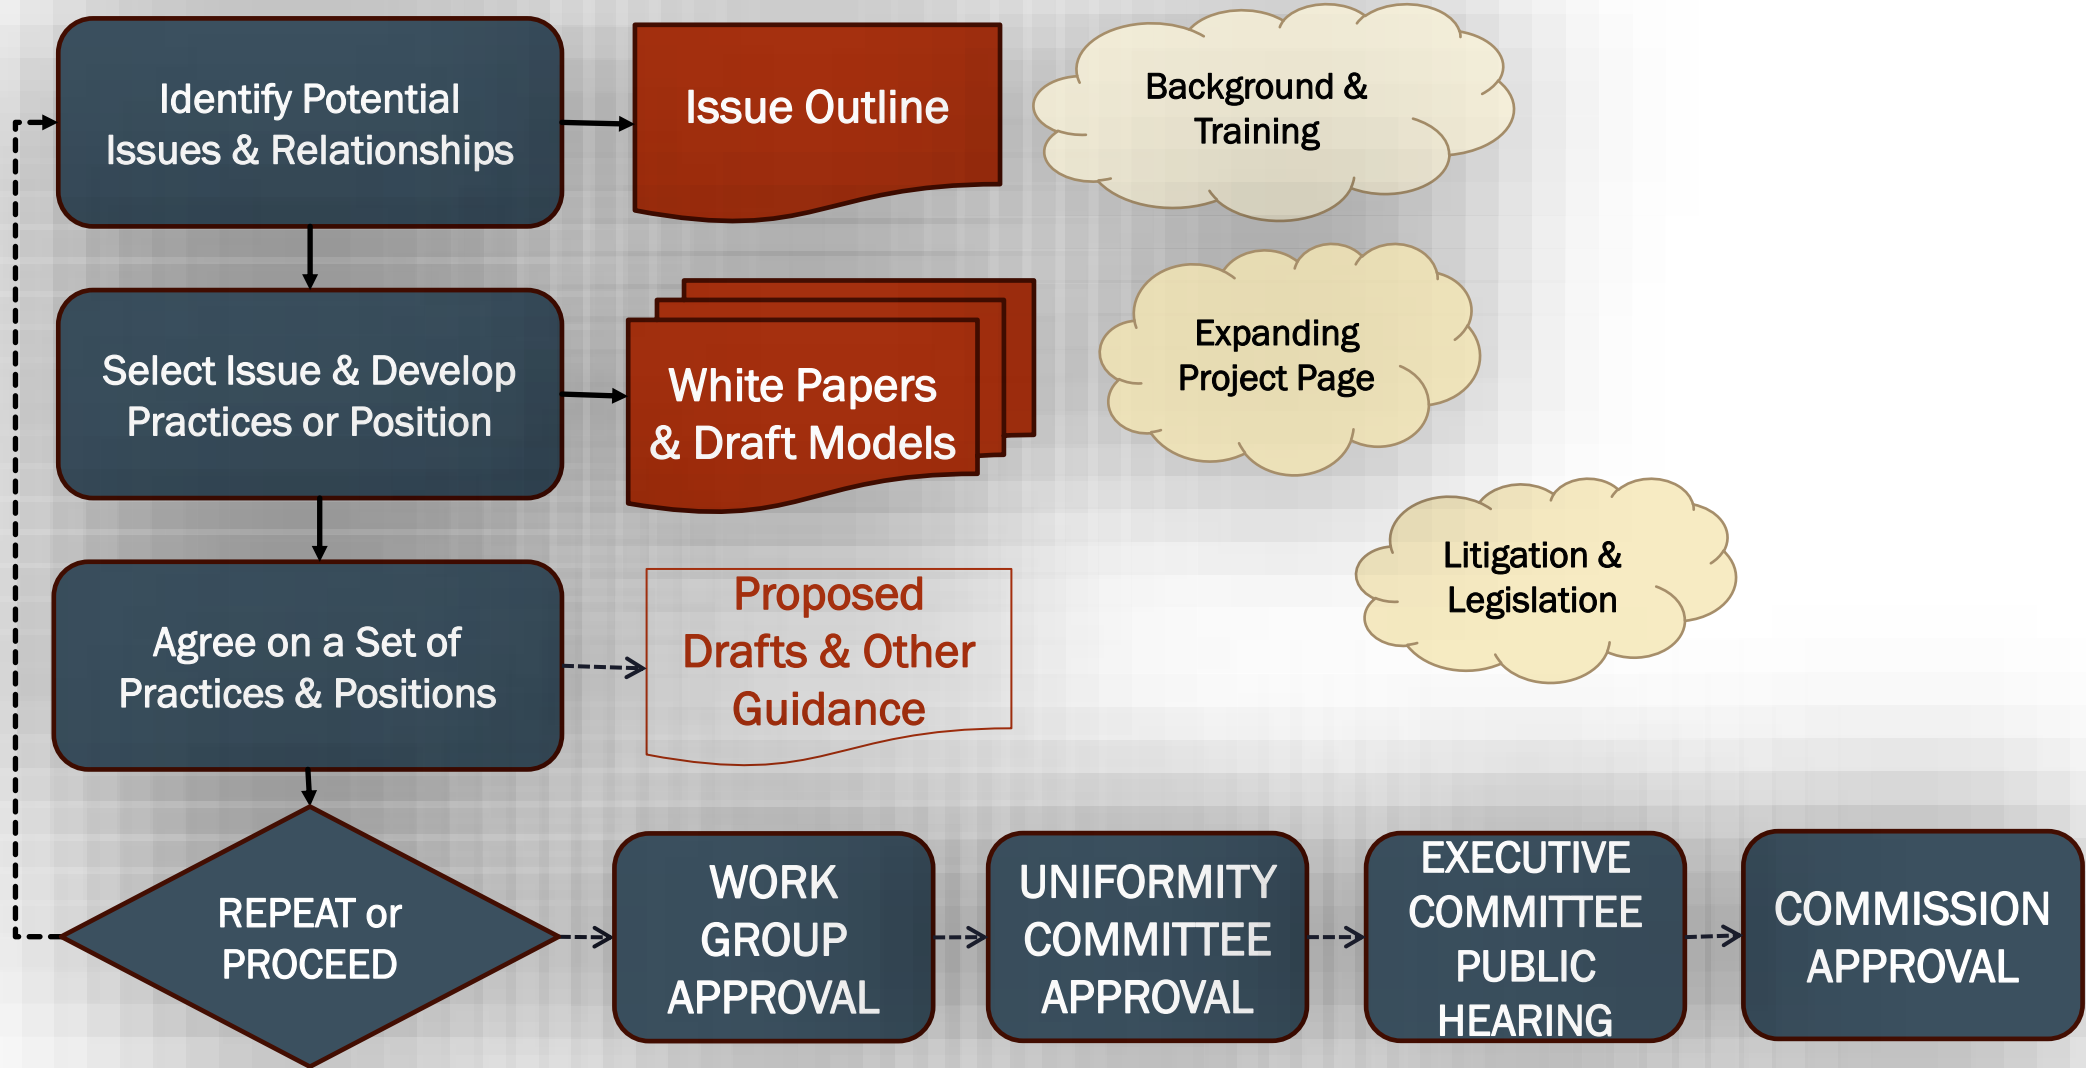 Identify Potential
Issues & Relationships
Issue Outline
Background &
Training
Select Issue & Develop
Practices or Position
White Papers
& Draft Models
Expanding
Project Page
Agree on a Set of
Practices & Positions
Proposed
Drafts & Other
Guidance
Litigation &
Legislation
REPEAT or
PROCEED
WORK
GROUP
APPROVAL
UNIFORMITY
COMMITTEE
APPROVAL
EXECUTIVE
COMMITTEE
PUBLIC
HEARING
COMMISSION
APPROVAL